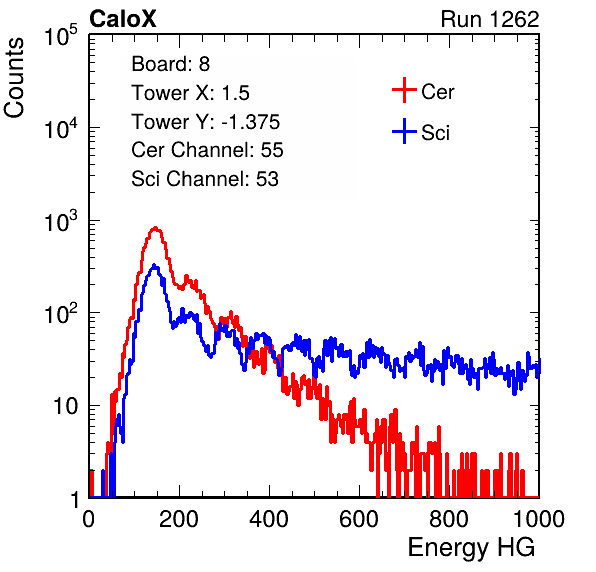 CaloX Run 1262
10^5
Counts
Board: 8
Tower X: 1.5
Tower Y: -1.375
Cer Channel: 55
Sci Channel: 53
Cer
Sci
10^4
10^3
10^2
10
1
0 200 400 600 800 1000
Energy HG